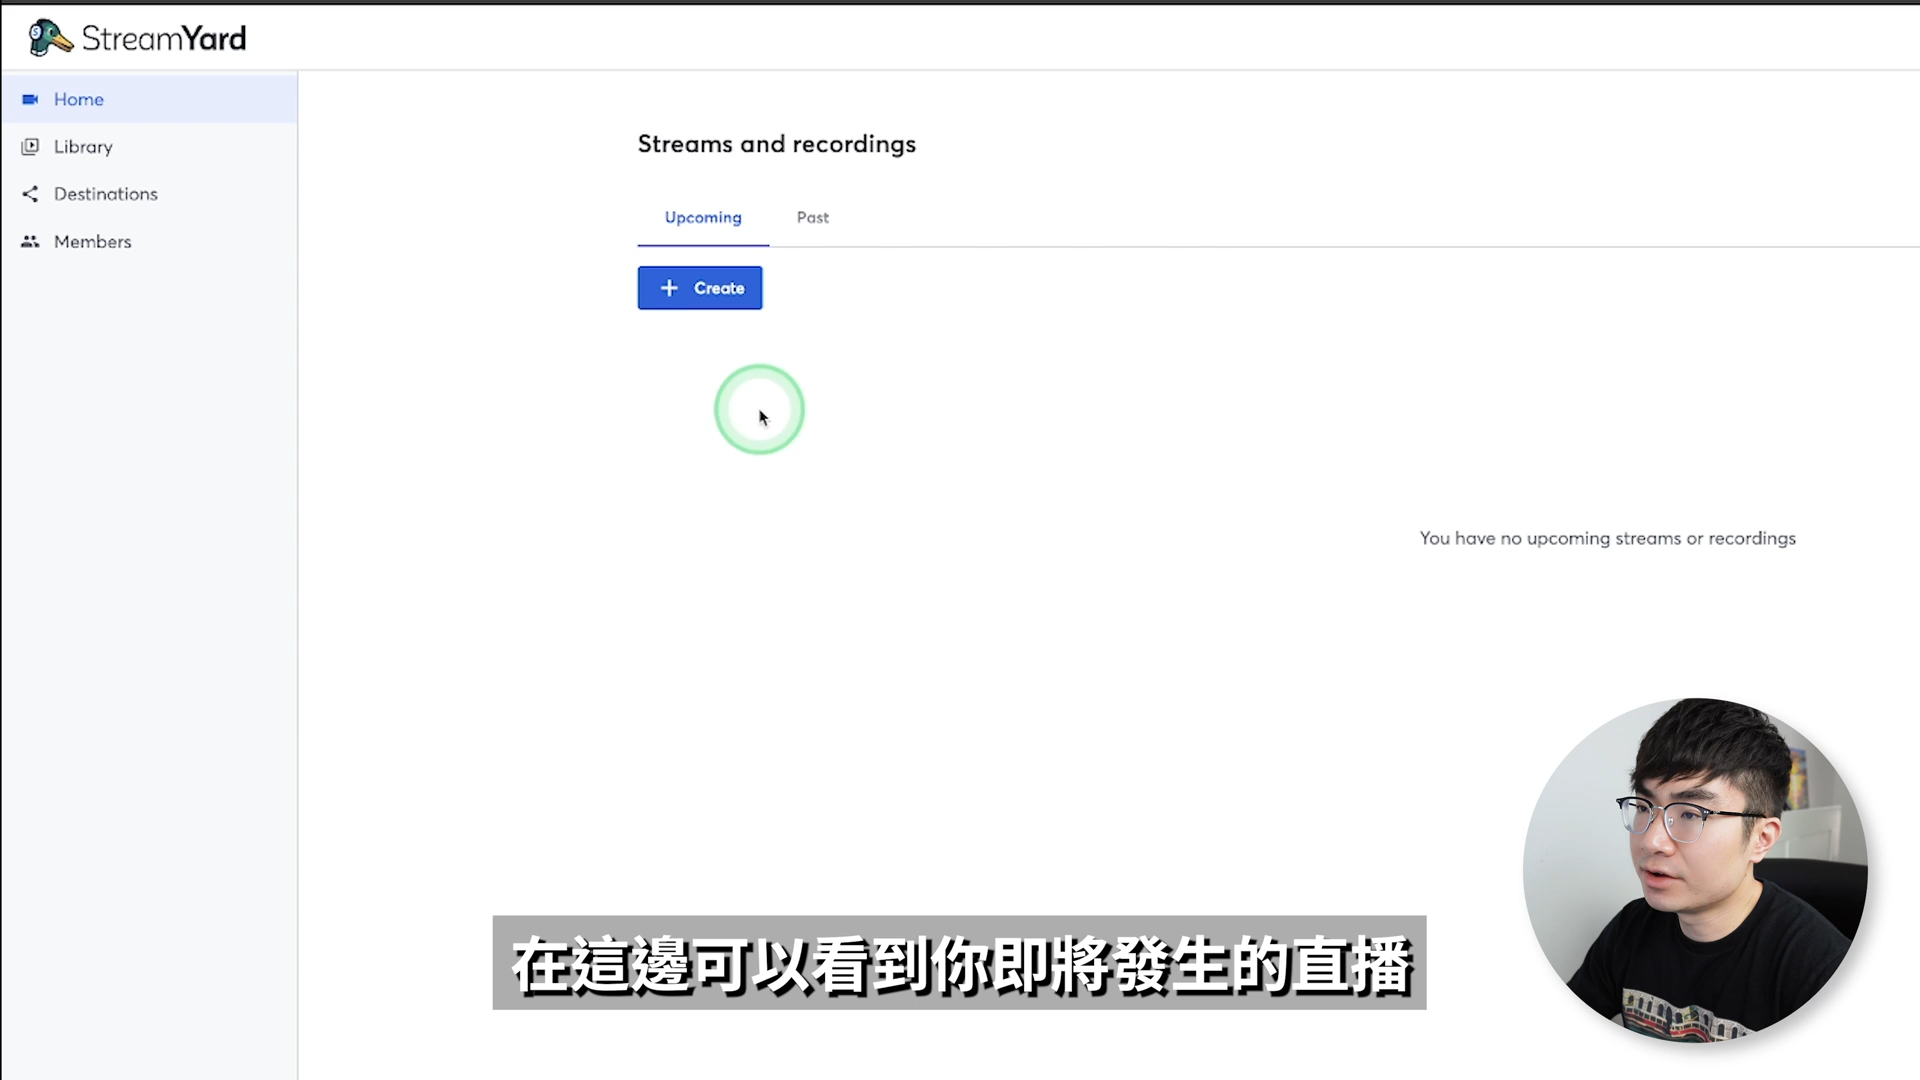 StreamYard
Home
Library
Destinations
Members
Streams and recordings
Upcoming
Past
+ Create
You have no upcoming streams or recordings
在這邊可以看到你即將發生的直播